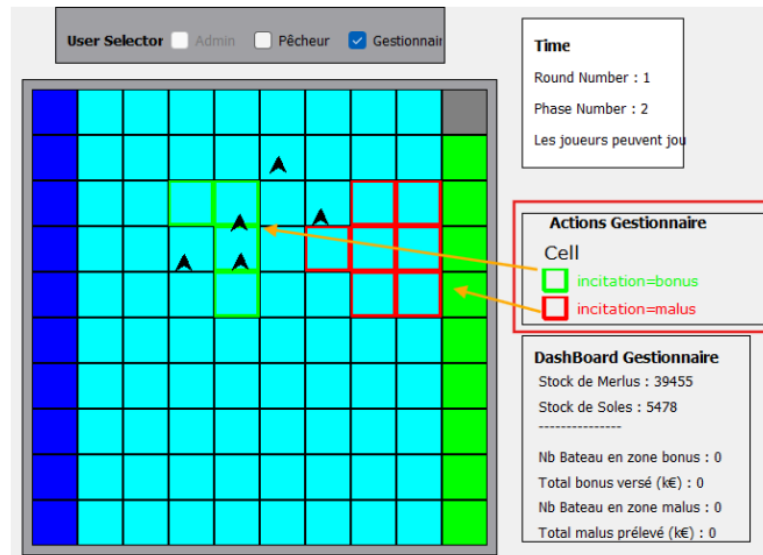 User Selector Admin Pêcheur Gestionnair
Time
Round Number : 1
Phase Number : 2
Les joueurs peuvent jou
Actions Gestionnaire
Cell
incitation=bonus
incitation=malus
DashBoard Gestionnaire
Stock de Merlus : 39455
Stock de Soles : 5478
---------------
Nb Bateau en zone bonus : 0
Total bonus versé (k€) : 0
Nb Bateau en zone malus : 0
Total malus prélevé (k€) : 0